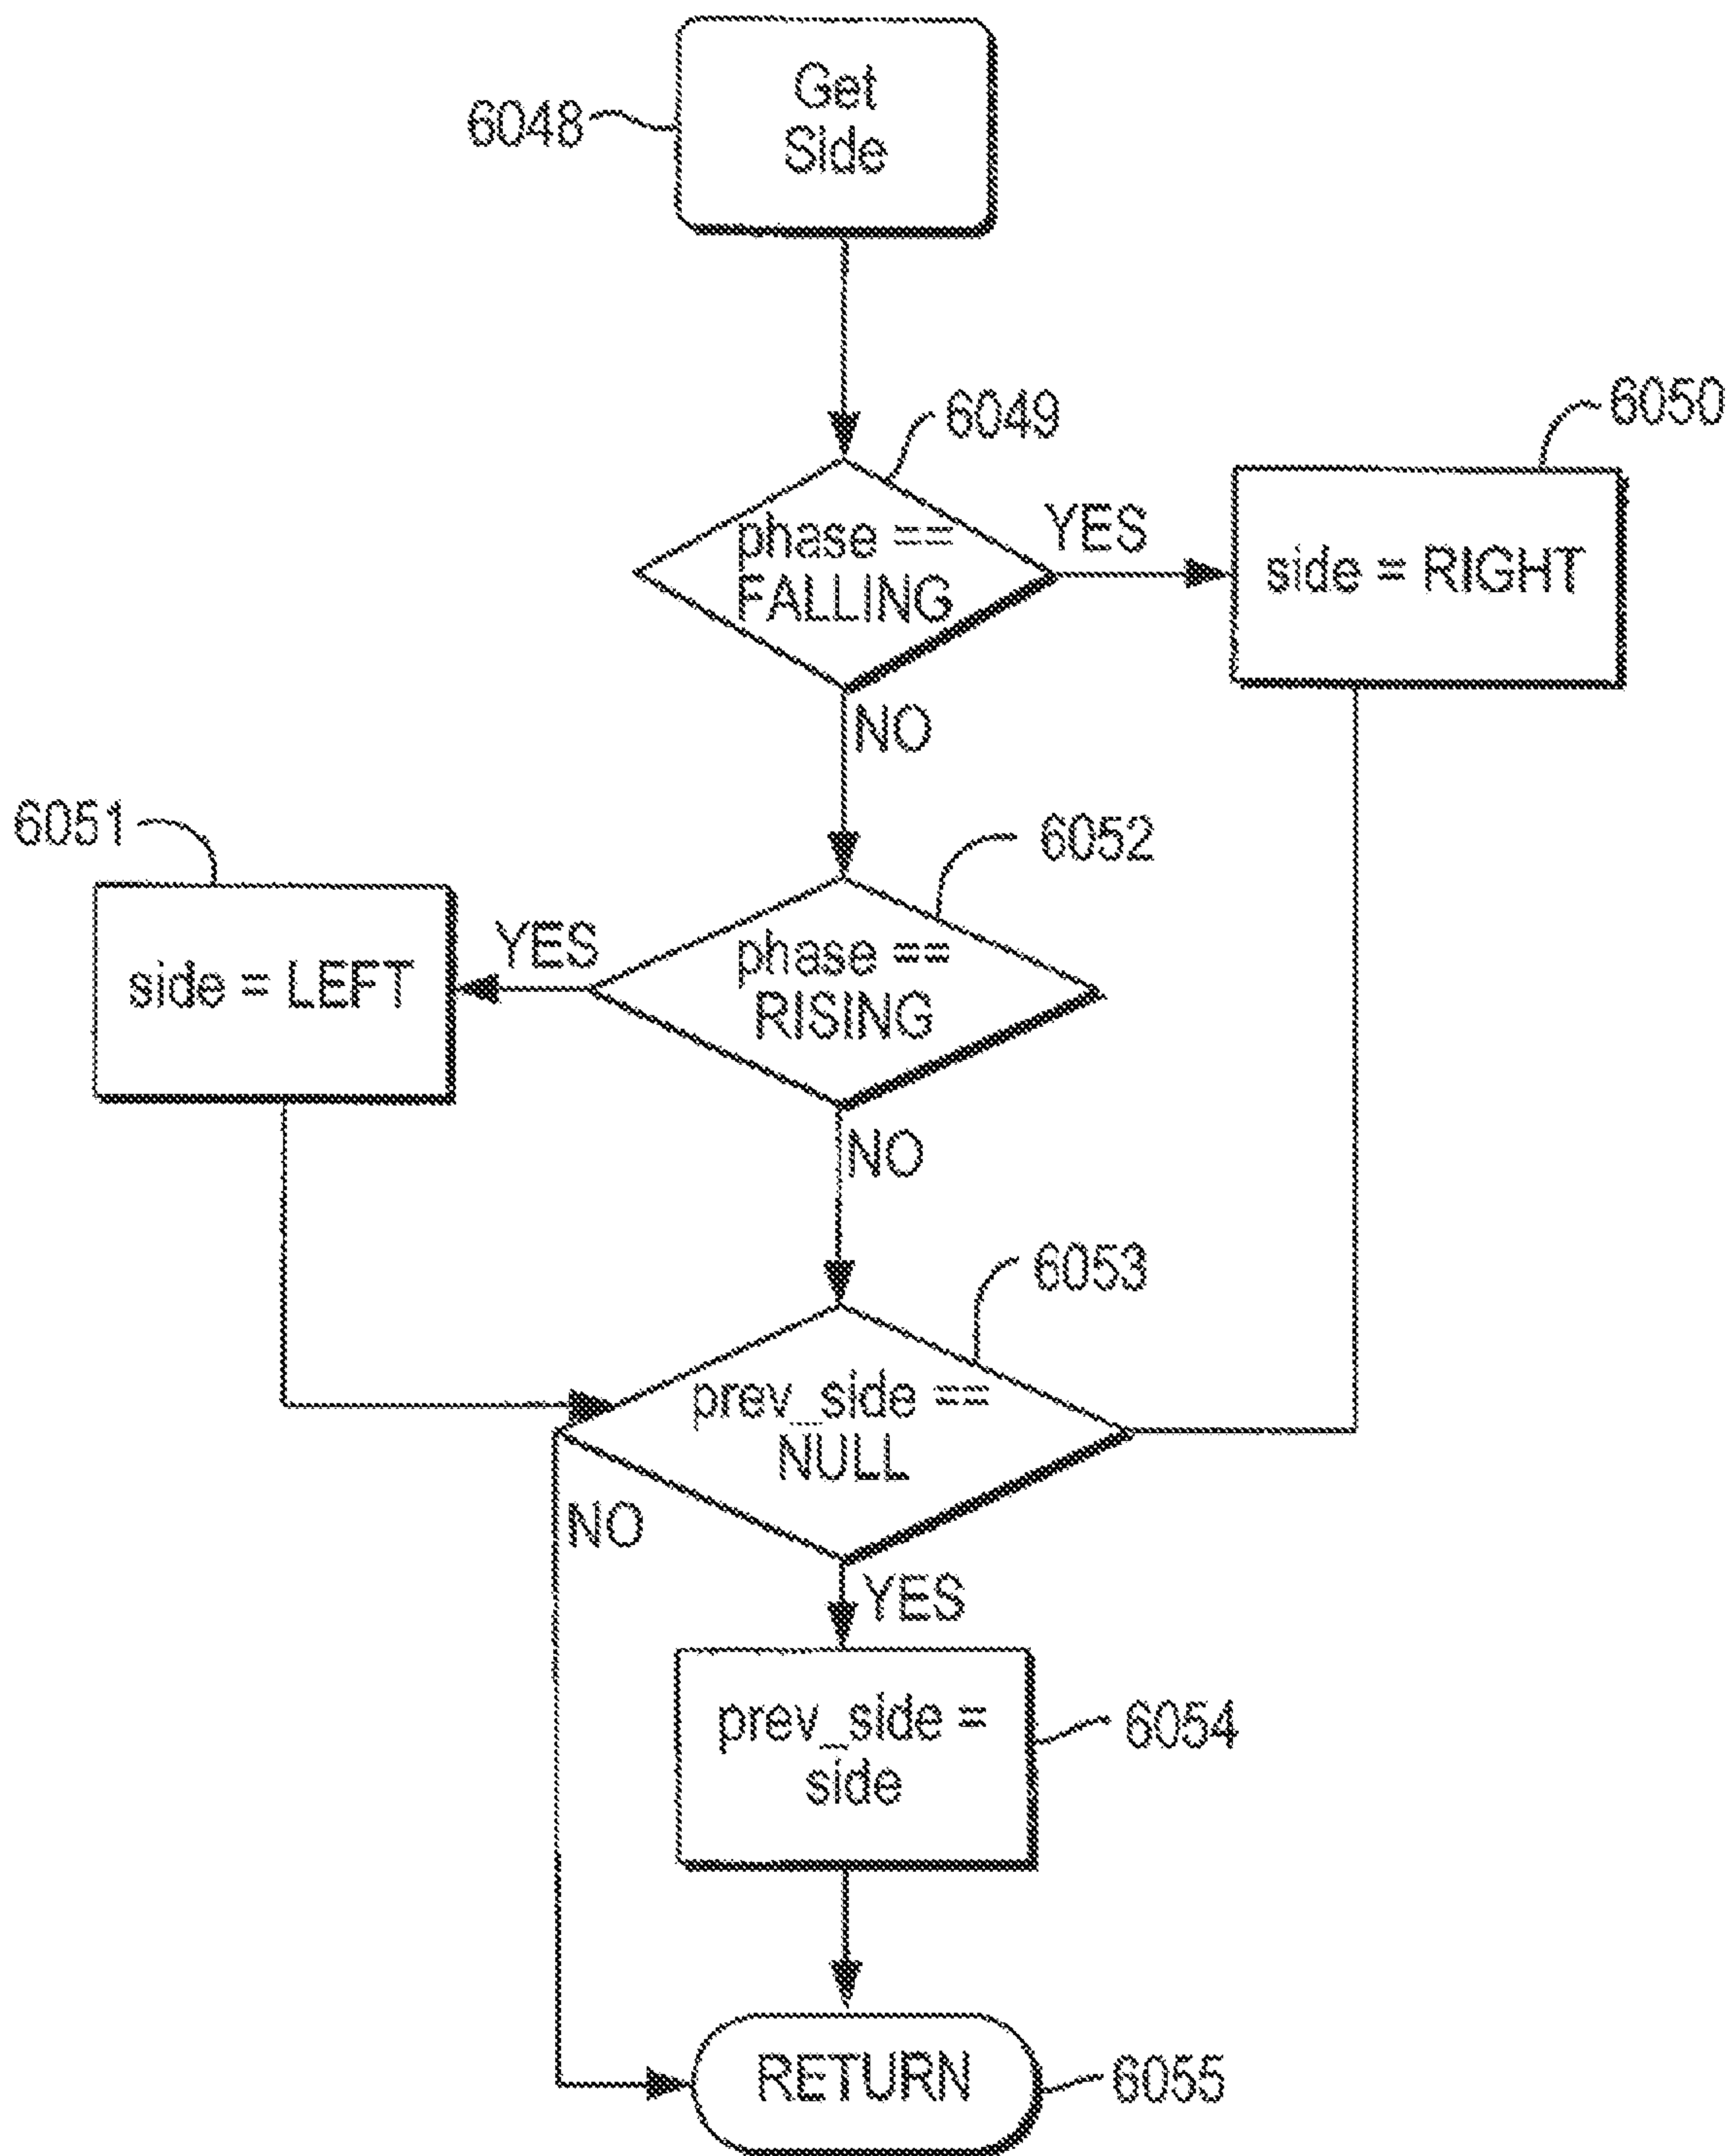 Get
Side
6048
6049
6050
phase ==
FALLING
YES
side = RIGHT
NO
6051
6052
side = LEFT
YES
phase ==
RISING
NO
6053
prev_side ==
NULL
NO
YES
prev_side =
side
6054
RETURN
6055